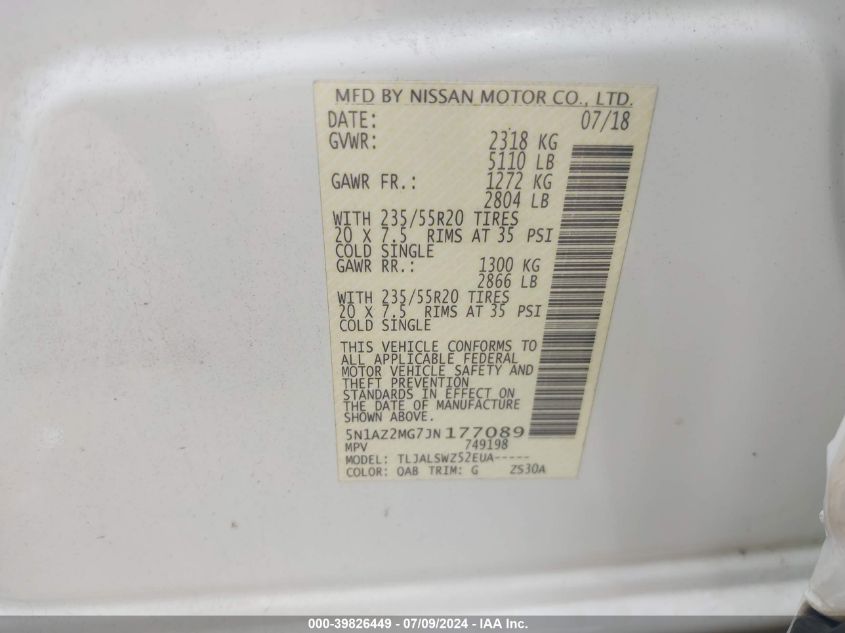 MFD BY NISSAN MOTOR CO., LTD.
DATE: 07/18
GVWR: 2318 KG
5110 LB
GAWR FR.: 1272 KG
2804 LB
WITH 235/55R20 TIRES
20 X 7.5 RIMS AT 35 PSI
COLD SINGLE
GAWR RR.: 1300 KG
2866 LB
WITH 235/55R20 TIRES
20 X 7.5 RIMS AT 35 PSI
COLD SINGLE
THIS VEHICLE CONFORMS TO
ALL APPLICABLE FEDERAL
MOTOR VEHICLE SAFETY AND
THEFT PREVENTION
STANDARDS IN EFFECT ON
THE DATE OF MANUFACTURE
SHOWN ABOVE.
5N1AZ2MG7JN177089
MPV 749198
MODEL: TLJALSWZ52EUA-----
COLOR: QAB TRIM: G ZS30A
000-39826449 - 07/09/2024 - IAA Inc.